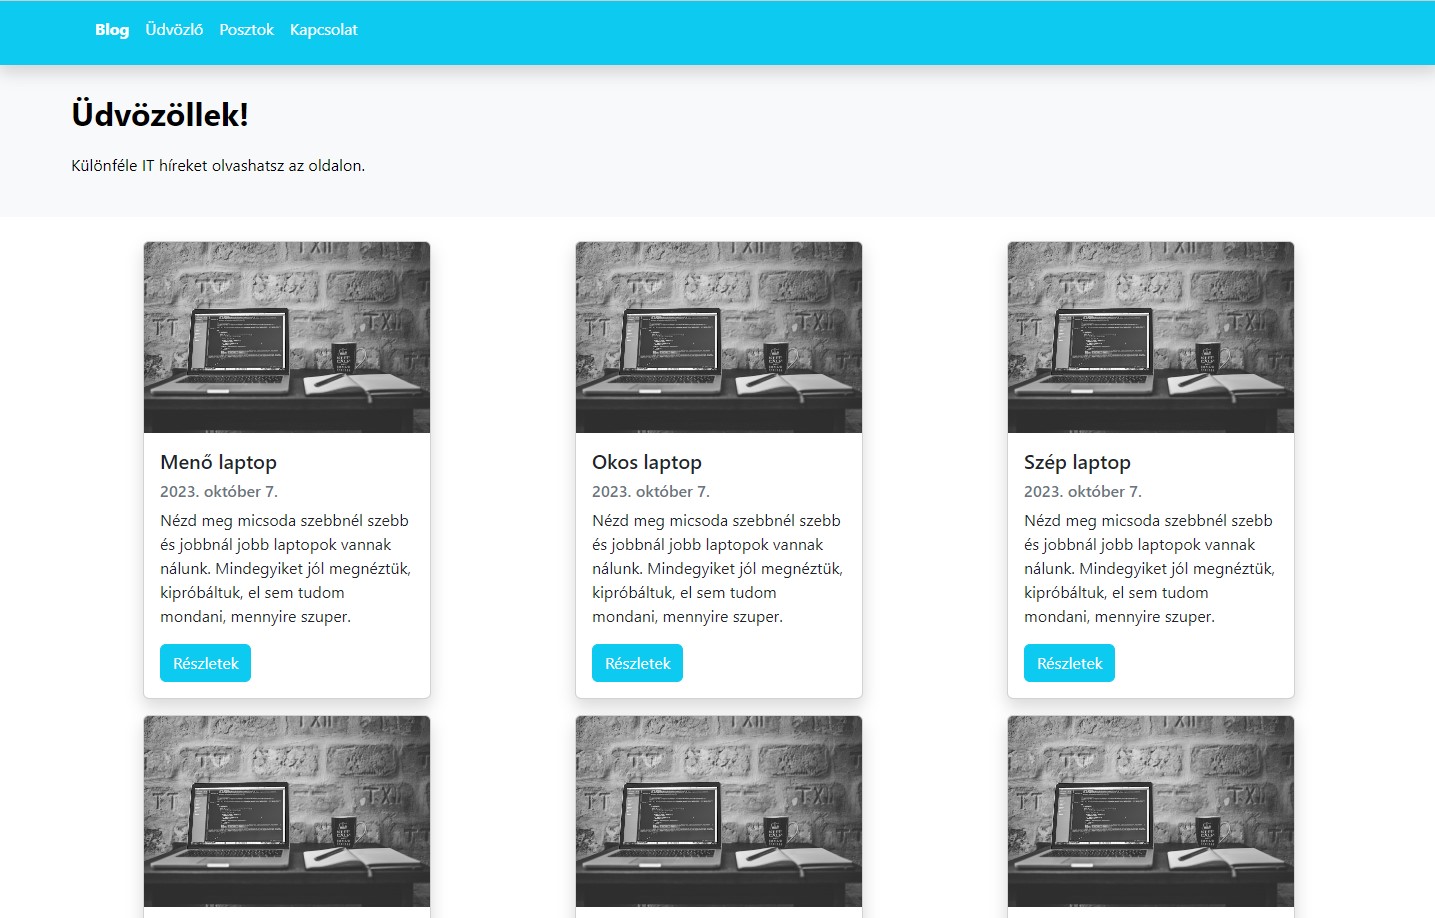 Blog Üdvözlő Posztok Kapcsolat
Üdvözöllek!
Különféle IT híreket olvashatsz az oldalon.
Menő laptop
2023. október 7.
Nézd meg micsoda szebbnél szebb
és jobbnál jobb laptopok vannak
nálunk. Mindegyiket jól megnéztük,
kipróbáltuk, el sem tudom
mondani, mennyire szuper.
Részletek
Okos laptop
2023. október 7.
Nézd meg micsoda szebbnél szebb
és jobbnál jobb laptopok vannak
nálunk. Mindegyiket jól megnéztük,
kipróbáltuk, el sem tudom
mondani, mennyire szuper.
Részletek
Szép laptop
2023. október 7.
Nézd meg micsoda szebbnél szebb
és jobbnál jobb laptopok vannak
nálunk. Mindegyiket jól megnéztük,
kipróbáltuk, el sem tudom
mondani, mennyire szuper.
Részletek